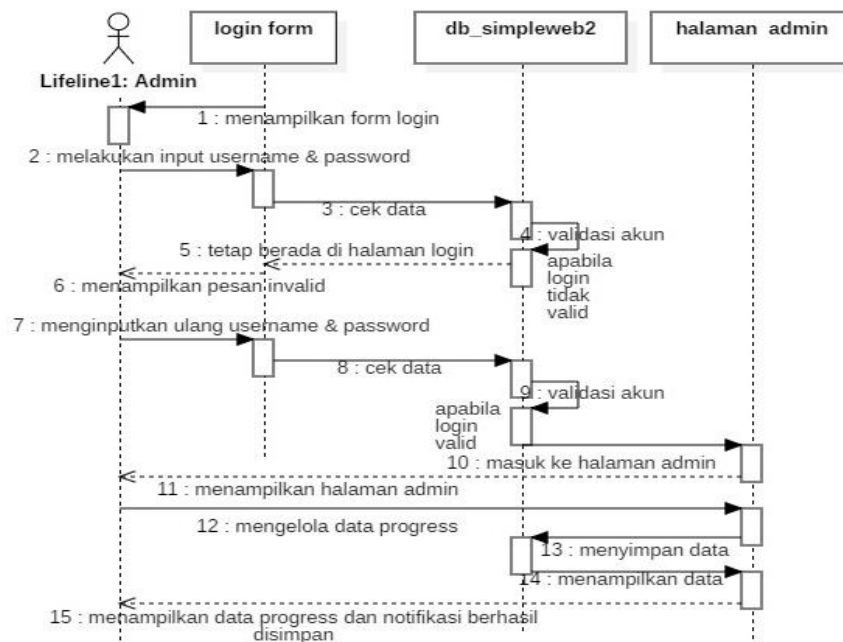 login form
db_simpleweb2
halaman admin
Lifeline1: Admin
1 : menampilkan form login
2 : melakukan input username & password
3 : cek data
4 : validasi akun
5 : tetap berada di halaman login
apabila
login
tidak
valid
6 : menampilkan pesan invalid
7 : menginputkan ulang username & password
8 : cek data
9 : validasi akun
apabila
login
valid
10 : masuk ke halaman admin
11 : menampilkan halaman admin
12 : mengelola data progress
13 : menyimpan data
14 : menampilkan data
15 : menampilkan data progress dan notifikasi berhasil
disimpan